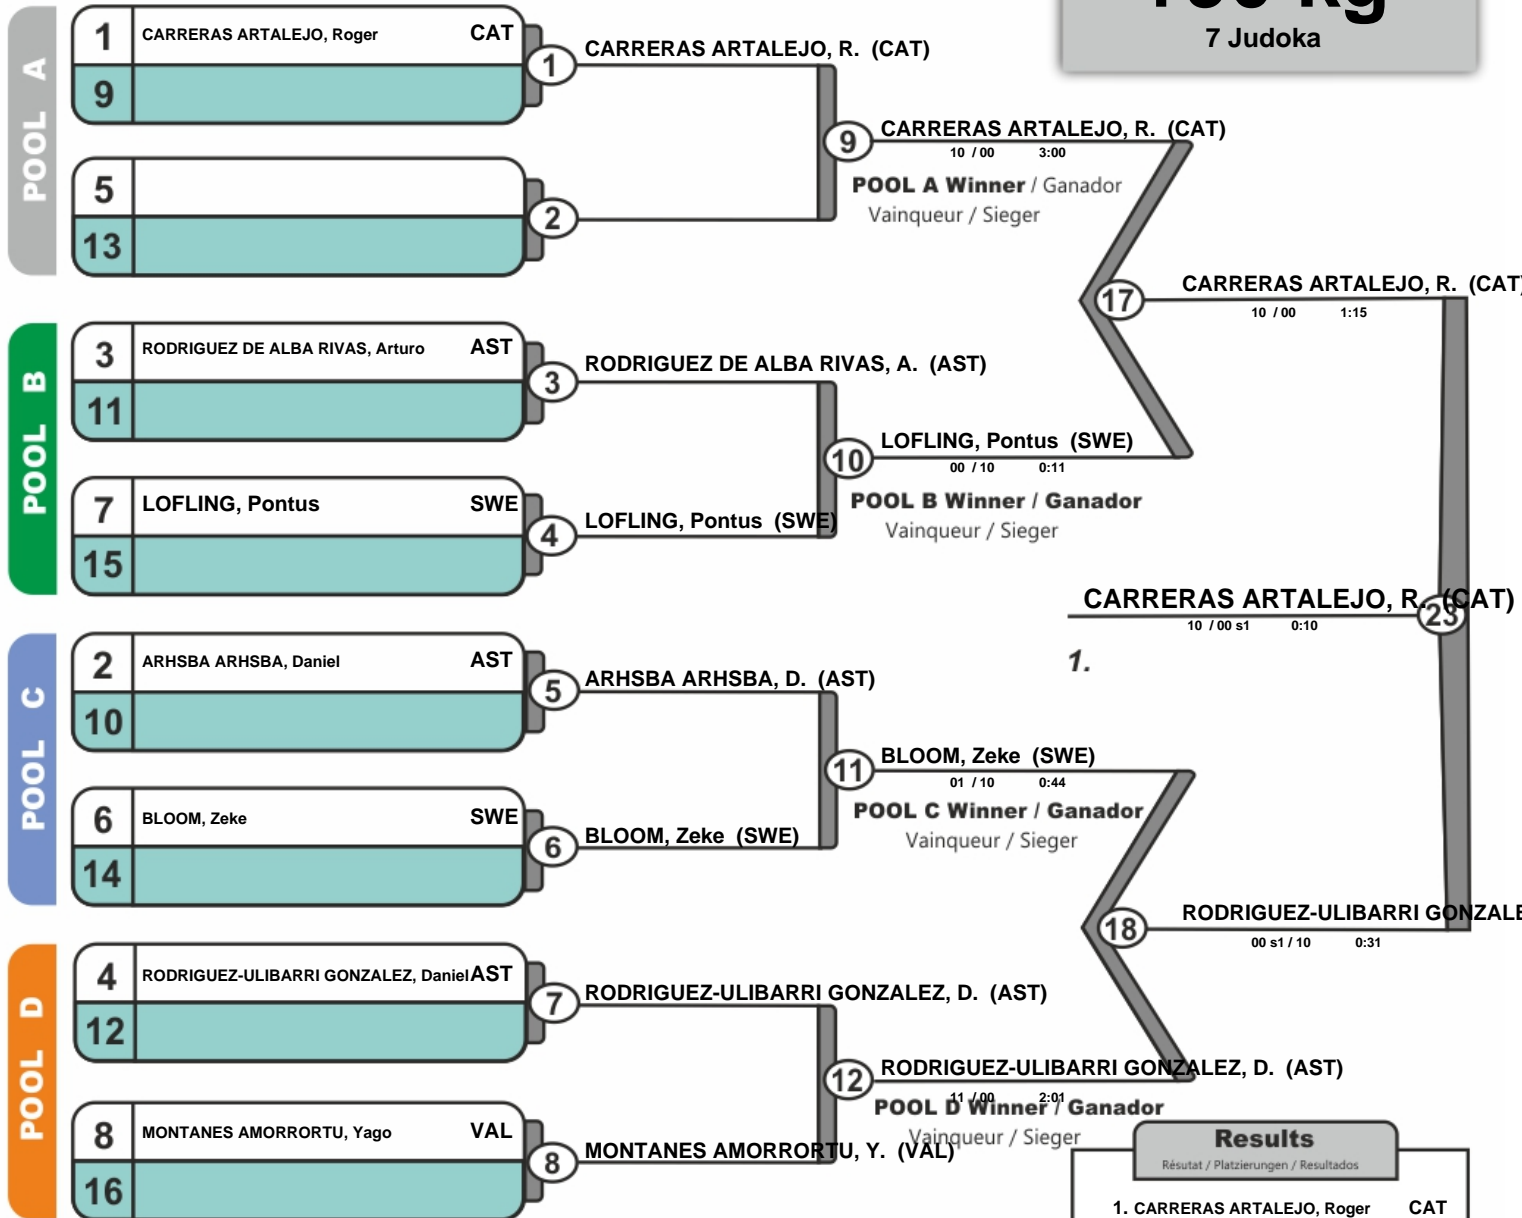 7 Judoka
POOL A
1 CARRERAS ARTALEJO, Roger CAT
9
1
CARRERAS ARTALEJO, R. (CAT)
5
13
2
9
CARRERAS ARTALEJO, R. (CAT)
10 / 00 3:00
POOL A Winner / Ganador
Vainqueur / Sieger
POOL B
3 RODRIGUEZ DE ALBA RIVAS, Arturo AST
11
3
RODRIGUEZ DE ALBA RIVAS, A. (AST)
7 LOFLING, Pontus SWE
15
4
LOFLING, Pontus (SWE)
10
LOFLING, Pontus (SWE)
00 / 10 0:11
POOL B Winner / Ganador
Vainqueur / Sieger
17
CARRERAS ARTALEJO, R. (CAT)
10 / 00 1:15
CARRERAS ARTALEJO, R. (CAT)
23
10 / 00 s1 0:10
1.
POOL C
2 ARHSBA ARHSBA, Daniel AST
10
5
ARHSBA ARHSBA, D. (AST)
6 BLOOM, Zeke SWE
14
6
BLOOM, Zeke (SWE)
11
BLOOM, Zeke (SWE)
01 / 10 0:44
POOL C Winner / Ganador
Vainqueur / Sieger
POOL D
4 RODRIGUEZ-ULIBARRI GONZALEZ, Daniel AST
12
7
RODRIGUEZ-ULIBARRI GONZALEZ, D. (AST)
8 MONTANES AMORRORTU, Yago VAL
16
8
MONTANES AMORRORTU, Y. (VAL)
12
RODRIGUEZ-ULIBARRI GONZALEZ, D. (AST)
11 / 00 2:01
POOL D Winner / Ganador
Vainqueur / Sieger
18
RODRIGUEZ-ULIBARRI
00 s1 / 10 0:31
Results
Résutat / Platzierungen / Resultados
1. CARRERAS ARTALEJO, Roger CAT